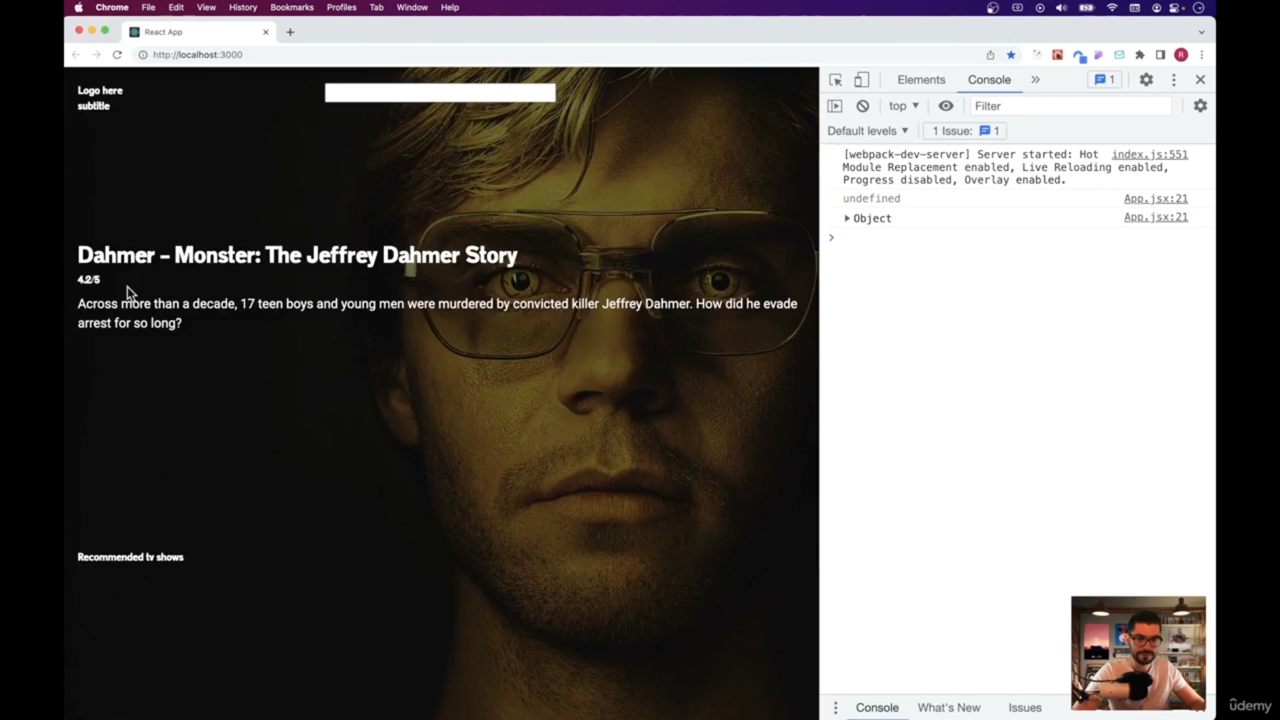 Chrome File Edit View History Bookmarks Profiles Tab Window Help
React App
http://localhost:3000
R
Logo here
subtitle
Dahmer – Monster: The Jeffrey Dahmer Story
4.2/5
Across more than a decade, 17 teen boys and young men were murdered by convicted killer Jeffrey Dahmer. How did he evade
arrest for so long?
Recommended tv shows
Elements Console 1
top Filter
Default levels 1 Issue: 1
[webpack-dev-server] Server started: Hot index.js:551
Module Replacement enabled, Live Reloading enabled,
Progress disabled, Overlay enabled.
undefined App.jsx:21
Object App.jsx:21
Console What's New Issues
ûdemy